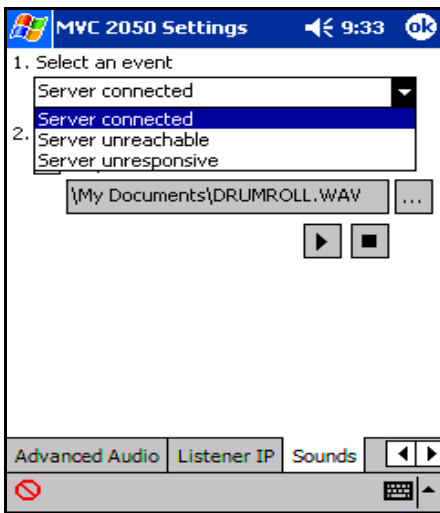 MVC 2050 Settings 9:33 ok
1. Select an event
Server connected
Server connected
2.
Server unreachable
Server unresponsive
\My Documents\DRUMROLL.WAV ...
Advanced Audio Listener IP Sounds